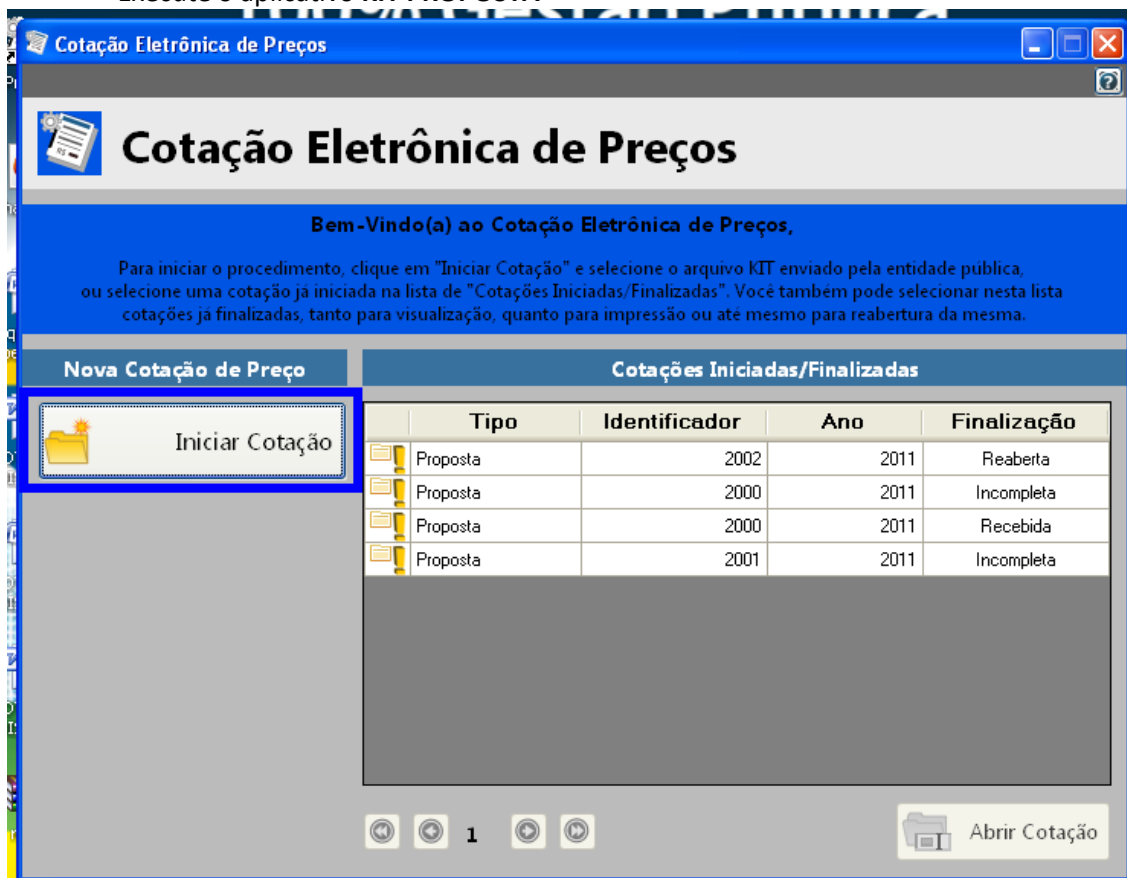 Cotação Eletrônica de Preços
Cotação Eletrônica de Preços
Bem-Vindo(a) ao Cotação Eletrônica de Preços,
Para iniciar o procedimento, clique em "Iniciar Cotação" e selecione o arquivo KIT enviado pela entidade pública,
ou selecione uma cotação já iniciada na lista de "Cotações Iniciadas/Finalizadas". Você também pode selecionar nesta lista
cotações já finalizadas, tanto para visualização, quanto para impressão ou até mesmo para reabertura da mesma.
Nova Cotação de Preço
Cotações Iniciadas/Finalizadas
Iniciar Cotação
Tipo Identificador Ano Finalização
Proposta 2002 2011 Reaberta
Proposta 2000 2011 Incompleta
Proposta 2000 2011 Recebida
Proposta 2001 2011 Incompleta
1
Abrir Cotação